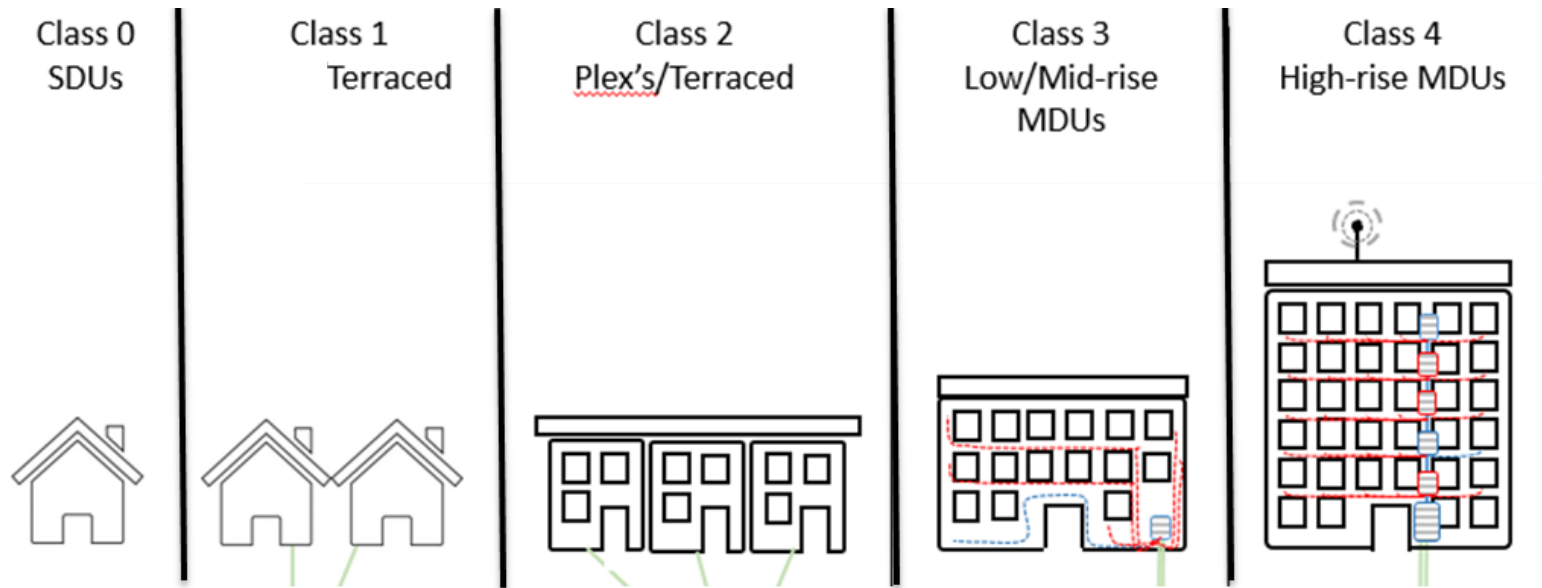 Class 0
SDUs
Class 1
Terraced
Class 2
Plex's/Terraced
Class 3
Low/Mid-rise
MDUs
Class 4
High-rise MDUs